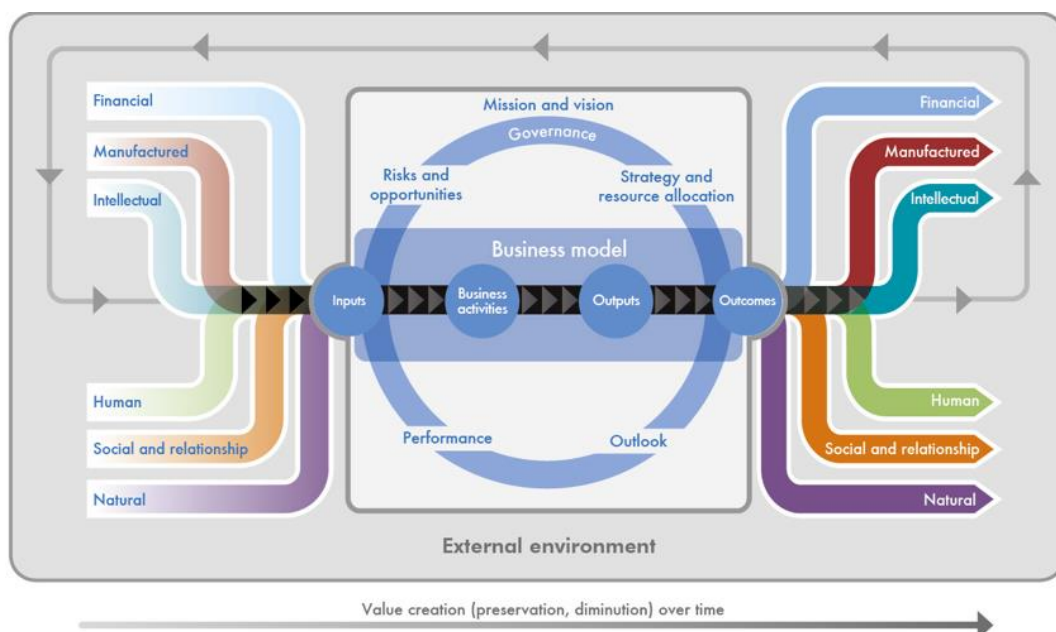 Financial
Manufactured
Intellectual
Human
Social and relationship
Natural
Mission and vision
Governance
Risks and
opportunities
Strategy and
resource allocation
Business model
Inputs
Business
activities
Outputs
Outcomes
Performance
Outlook
Financial
Manufactured
Intellectual
Human
Social and relationship
Natural
External environment
Value creation (preservation, diminution) over time